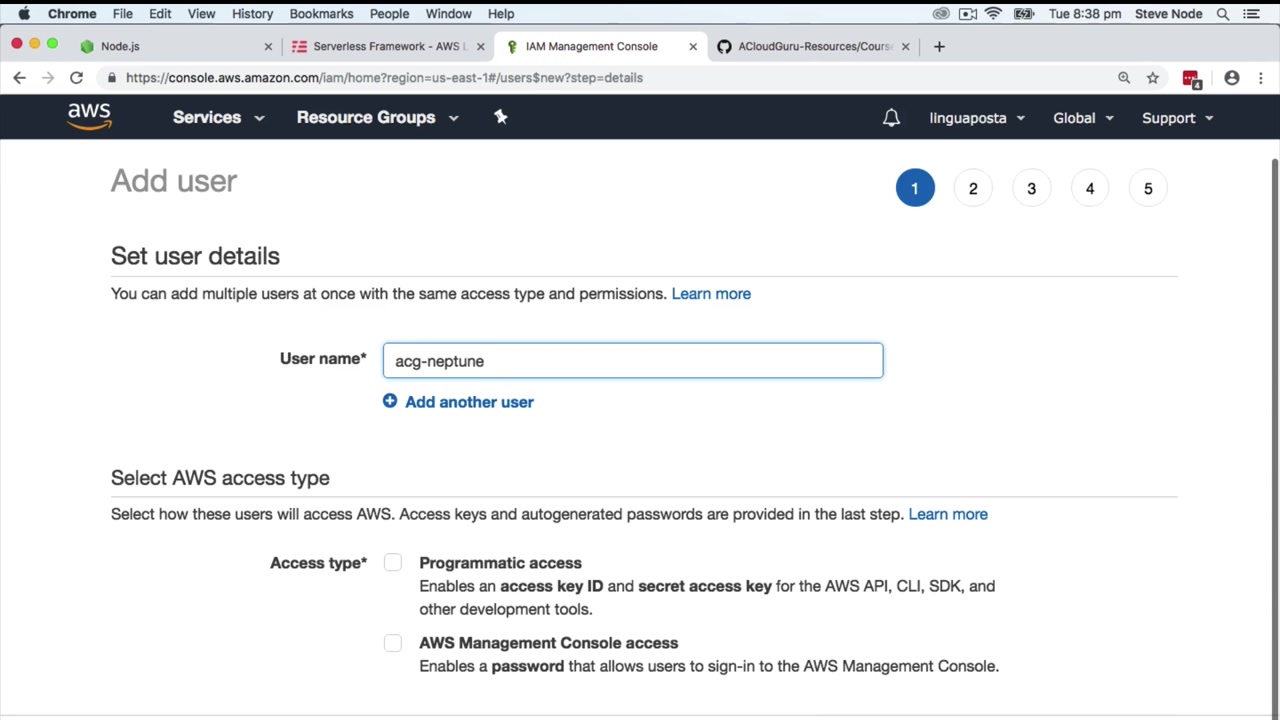 Chrome File Edit View History Bookmarks People Window Help Tue 8:38 pm Steve Node
Node.js Serverless Framework - AWS L IAM Management Console ACloudGuru-Resources/Course
https://console.aws.amazon.com/iam/home?region=us-east-1#/users$new?step=details 4
aws Services Resource Groups linguaposta Global Support
Add user 1 2 3 4 5
Set user details
You can add multiple users at once with the same access type and permissions. Learn more
User name* acg-neptune
Add another user
Select AWS access type
Select how these users will access AWS. Access keys and autogenerated passwords are provided in the last step. Learn more
Access type* Programmatic access
Enables an access key ID and secret access key for the AWS API, CLI, SDK, and
other development tools.
AWS Management Console access
Enables a password that allows users to sign-in to the AWS Management Console.